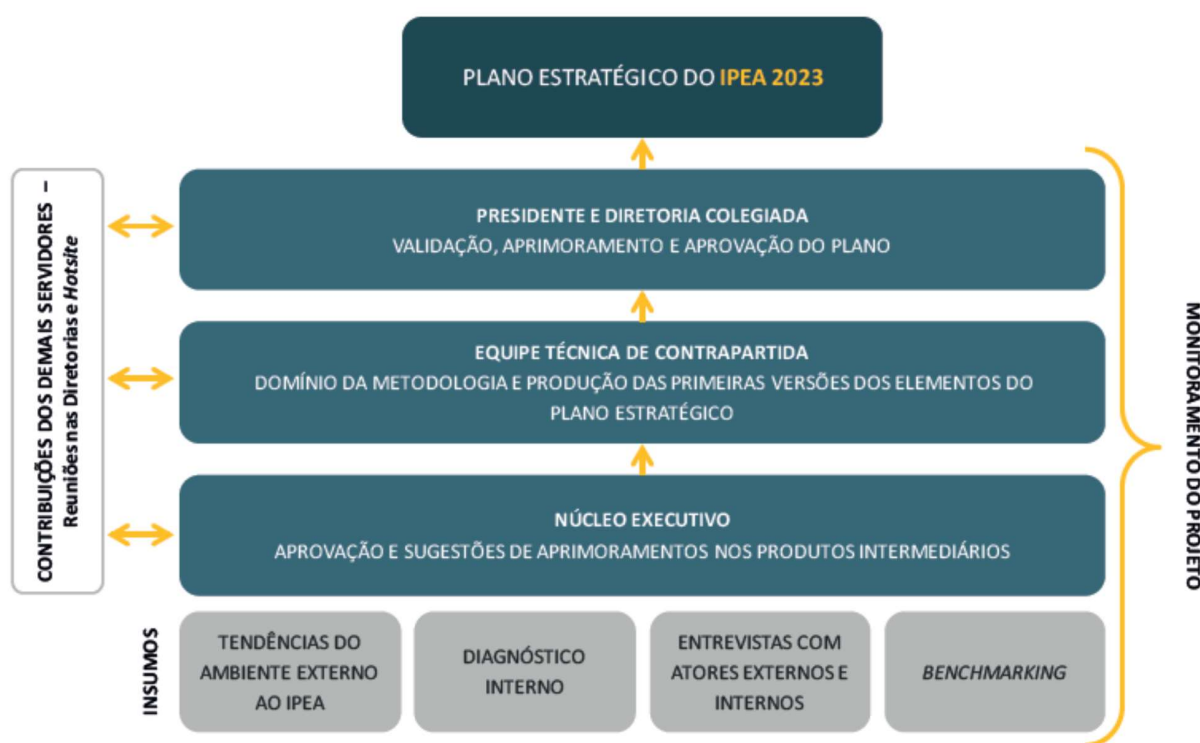 PLANO ESTRATÉGICO DO IPEA 2023
CONTRIBUIÇÕES DOS DEMAIS SERVIDORES –
Reuniões nas Diretorias e Hotsite
PRESIDENTE E DIRETORIA COLEGIADA
VALIDAÇÃO, APRIMORAMENTO E APROVAÇÃO DO PLANO
EQUIPE TÉCNICA DE CONTRAPARTIDA
DOMÍNIO DA METODOLOGIA E PRODUÇÃO DAS PRIMEIRAS VERSÕES DOS ELEMENTOS DO
PLANO ESTRATÉGICO
NÚCLEO EXECUTIVO
APROVAÇÃO E SUGESTÕES DE APRIMORAMENTOS NOS PRODUTOS INTERMEDIÁRIOS
INSUMOS
TENDÊNCIAS DO
AMBIENTE EXTERNO
AO IPEA
DIAGNÓSTICO
INTERNO
ENTREVISTAS COM
ATORES EXTERNOS E
INTERNOS
BENCHMARKING
MONITORAMENTO DO PROJETO